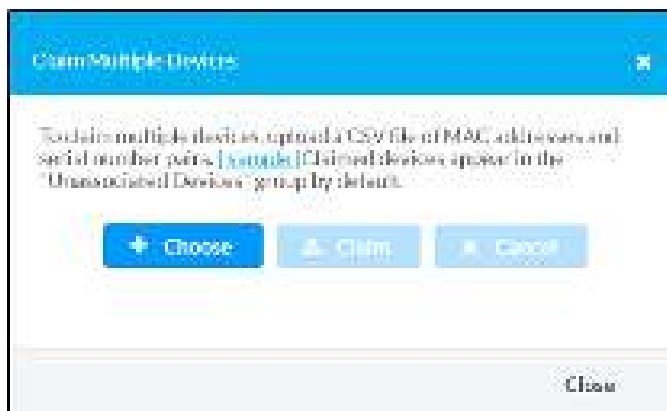 Claim Multiple Devices
To claim multiple devices, upload a CSV file of MAC addresses and
serial number pairs. [sample] Claimed devices appear in the
"Unassociated Devices" group by default.
Choose
Claim
Cancel
Close